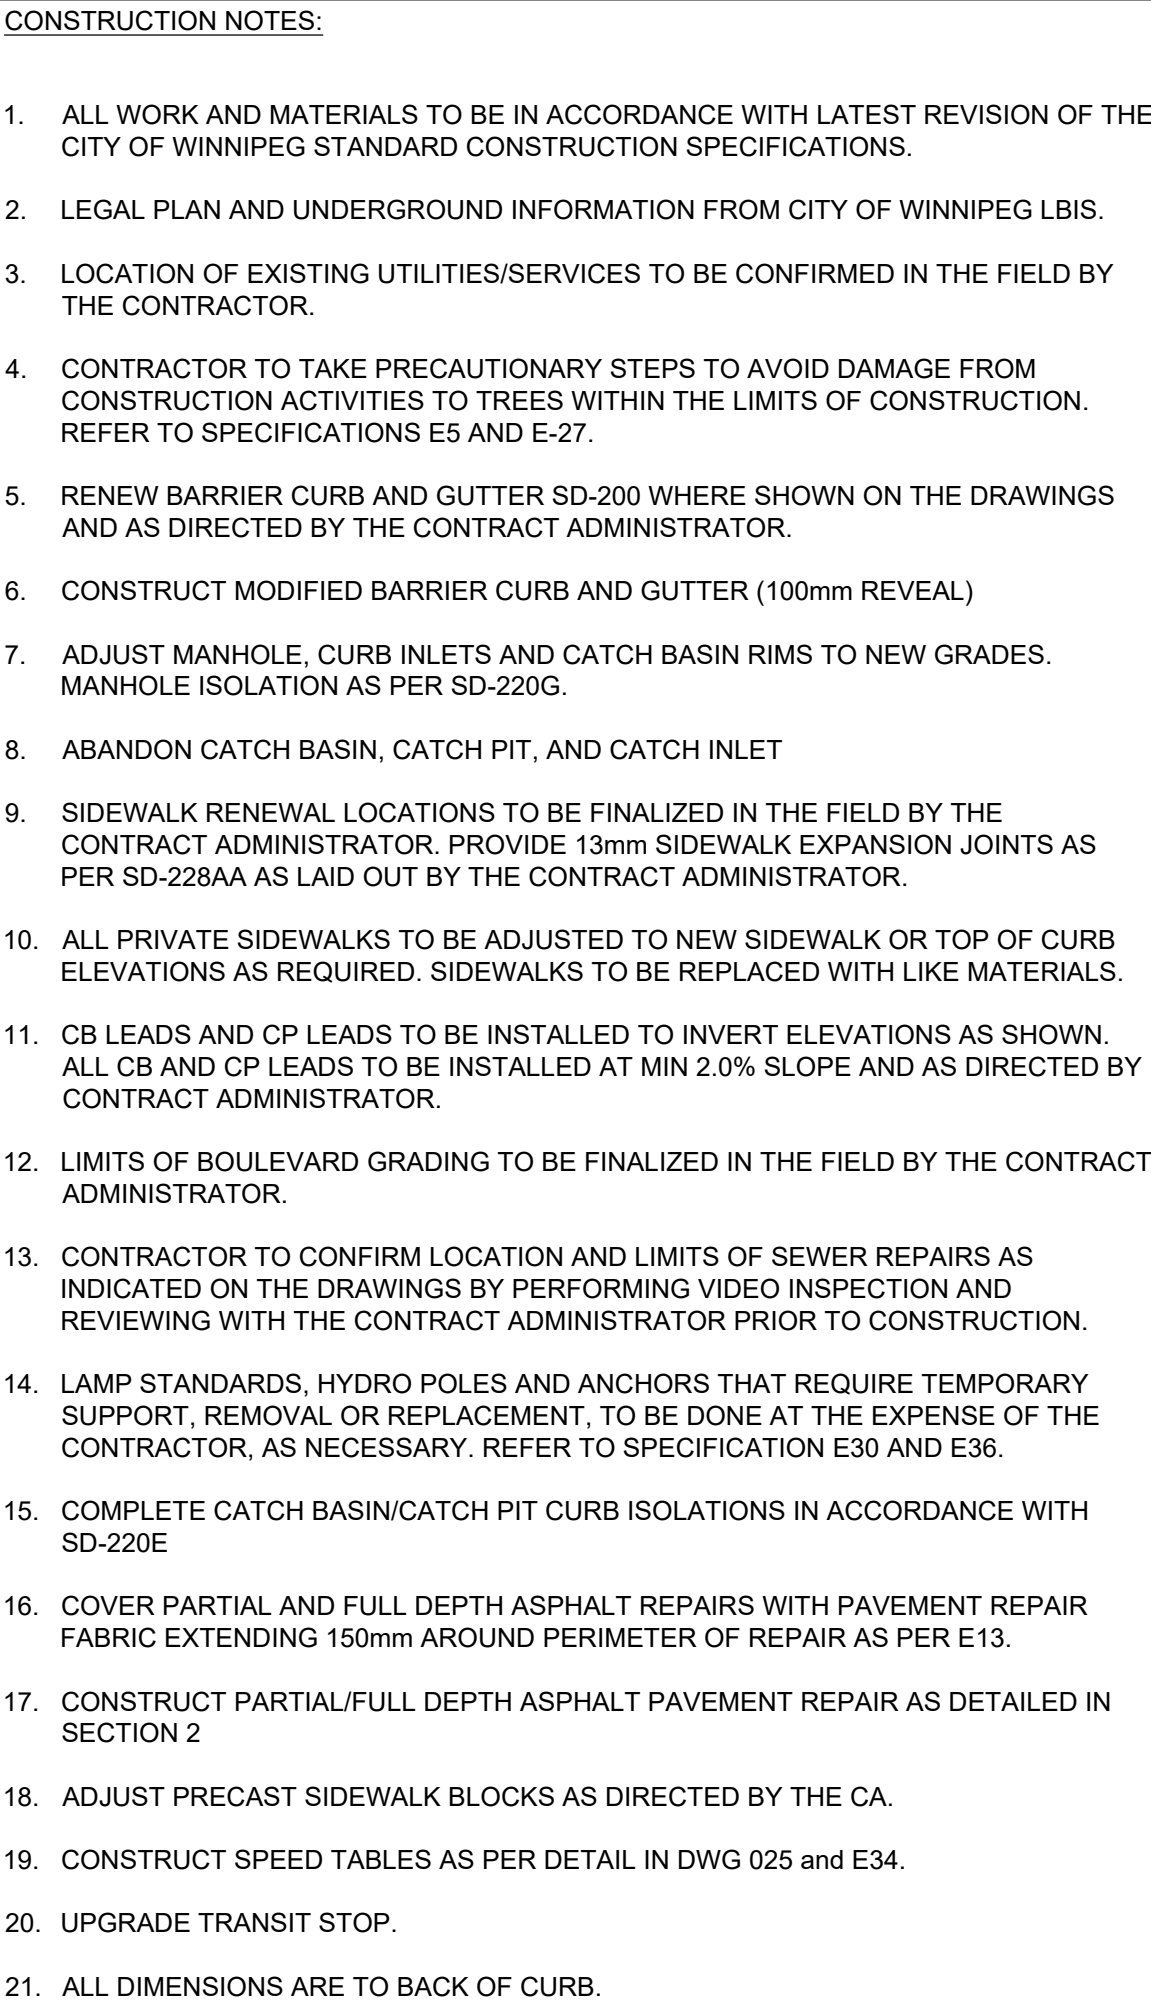 CONSTRUCTION NOTES:
1. ALL WORK AND MATERIALS TO BE IN ACCORDANCE WITH LATEST REVISION OF THE
CITY OF WINNIPEG STANDARD CONSTRUCTION SPECIFICATIONS.
2. LEGAL PLAN AND UNDERGROUND INFORMATION FROM CITY OF WINNIPEG LBIS.
3. LOCATION OF EXISTING UTILITIES/SERVICES TO BE CONFIRMED IN THE FIELD BY
THE CONTRACTOR.
4. CONTRACTOR TO TAKE PRECAUTIONARY STEPS TO AVOID DAMAGE FROM
CONSTRUCTION ACTIVITIES TO TREES WITHIN THE LIMITS OF CONSTRUCTION.
REFER TO SPECIFICATIONS E5 AND E-27.
5. RENEW BARRIER CURB AND GUTTER SD-200 WHERE SHOWN ON THE DRAWINGS
AND AS DIRECTED BY THE CONTRACT ADMINISTRATOR.
6. CONSTRUCT MODIFIED BARRIER CURB AND GUTTER (100mm REVEAL)
7. ADJUST MANHOLE, CURB INLETS AND CATCH BASIN RIMS TO NEW GRADES.
MANHOLE ISOLATION AS PER SD-220G.
8. ABANDON CATCH BASIN, CATCH PIT, AND CATCH INLET
9. SIDEWALK RENEWAL LOCATIONS TO BE FINALIZED IN THE FIELD BY THE
CONTRACT ADMINISTRATOR. PROVIDE 13mm SIDEWALK EXPANSION JOINTS AS
PER SD-228AA AS LAID OUT BY THE CONTRACT ADMINISTRATOR.
10. ALL PRIVATE SIDEWALKS TO BE ADJUSTED TO NEW SIDEWALK OR TOP OF CURB
ELEVATIONS AS REQUIRED. SIDEWALKS TO BE REPLACED WITH LIKE MATERIALS.
11. CB LEADS AND CP LEADS TO BE INSTALLED TO INVERT ELEVATIONS AS SHOWN.
ALL CB AND CP LEADS TO BE INSTALLED AT MIN 2.0% SLOPE AND AS DIRECTED BY
CONTRACT ADMINISTRATOR.
12. LIMITS OF BOULEVARD GRADING TO BE FINALIZED IN THE FIELD BY THE CONTRACT
ADMINISTRATOR.
13. CONTRACTOR TO CONFIRM LOCATION AND LIMITS OF SEWER REPAIRS AS
INDICATED ON THE DRAWINGS BY PERFORMING VIDEO INSPECTION AND
REVIEWING WITH THE CONTRACT ADMINISTRATOR PRIOR TO CONSTRUCTION.
14. LAMP STANDARDS, HYDRO POLES AND ANCHORS THAT REQUIRE TEMPORARY
SUPPORT, REMOVAL OR REPLACEMENT, TO BE DONE AT THE EXPENSE OF THE
CONTRACTOR, AS NECESSARY. REFER TO SPECIFICATION E30 AND E36.
15. COMPLETE CATCH BASIN/CATCH PIT CURB ISOLATIONS IN ACCORDANCE WITH
SD-220E
16. COVER PARTIAL AND FULL DEPTH ASPHALT REPAIRS WITH PAVEMENT REPAIR
FABRIC EXTENDING 150mm AROUND PERIMETER OF REPAIR AS PER E13.
17. CONSTRUCT PARTIAL/FULL DEPTH ASPHALT PAVEMENT REPAIR AS DETAILED IN
SECTION 2
18. ADJUST PRECAST SIDEWALK BLOCKS AS DIRECTED BY THE CA.
19. CONSTRUCT SPEED TABLES AS PER DETAIL IN DWG 025 and E34.
20. UPGRADE TRANSIT STOP.
21. ALL DIMENSIONS ARE TO BACK OF CURB.